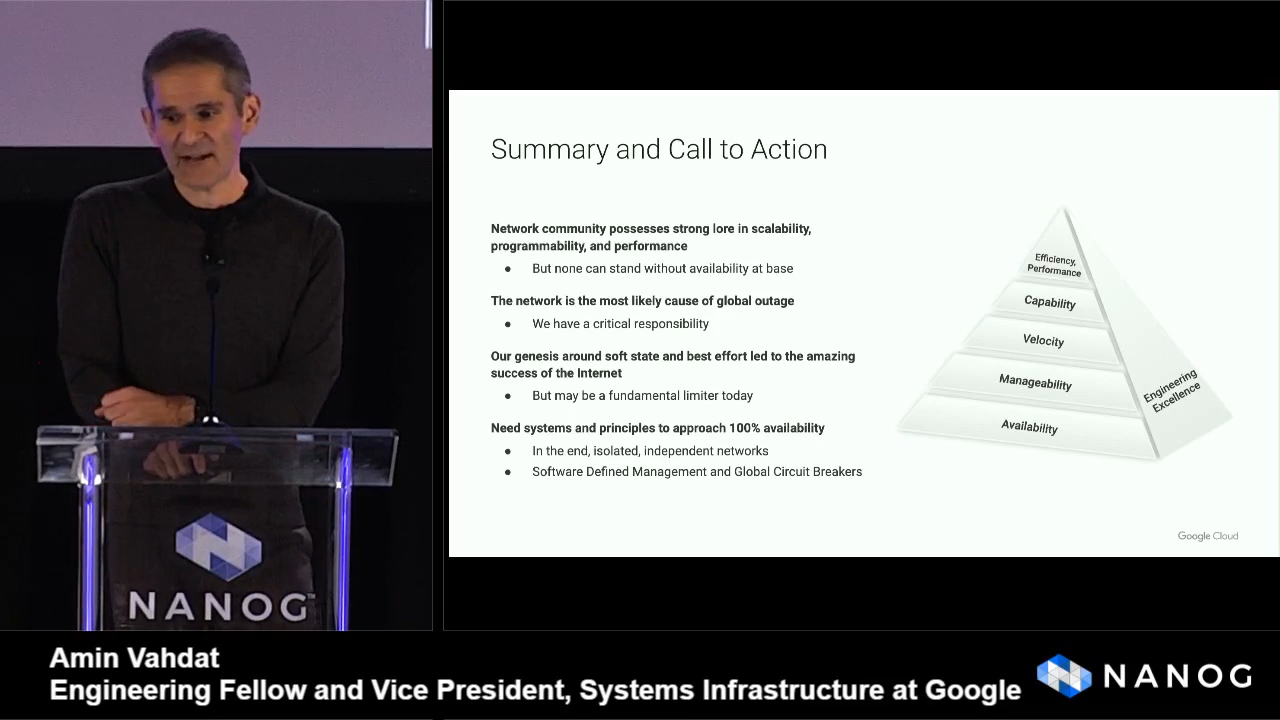 Summary and Call to Action
Network community possesses strong lore in scalability,
programmability, and performance
● But none can stand without availability at base
The network is the most likely cause of global outage
● We have a critical responsibility
Our genesis around soft state and best effort led to the amazing
success of the Internet
● But may be a fundamental limiter today
Need systems and principles to approach 100% availability
● In the end, isolated, independent networks
● Software Defined Management and Global Circuit Breakers
Efficiency,
Performance
Capability
Velocity
Manageability
Availability
Engineering
Excellence
Google Cloud
NANOG™
Amin Vahdat
Engineering Fellow and Vice President, Systems Infrastructure at Google
NANOG